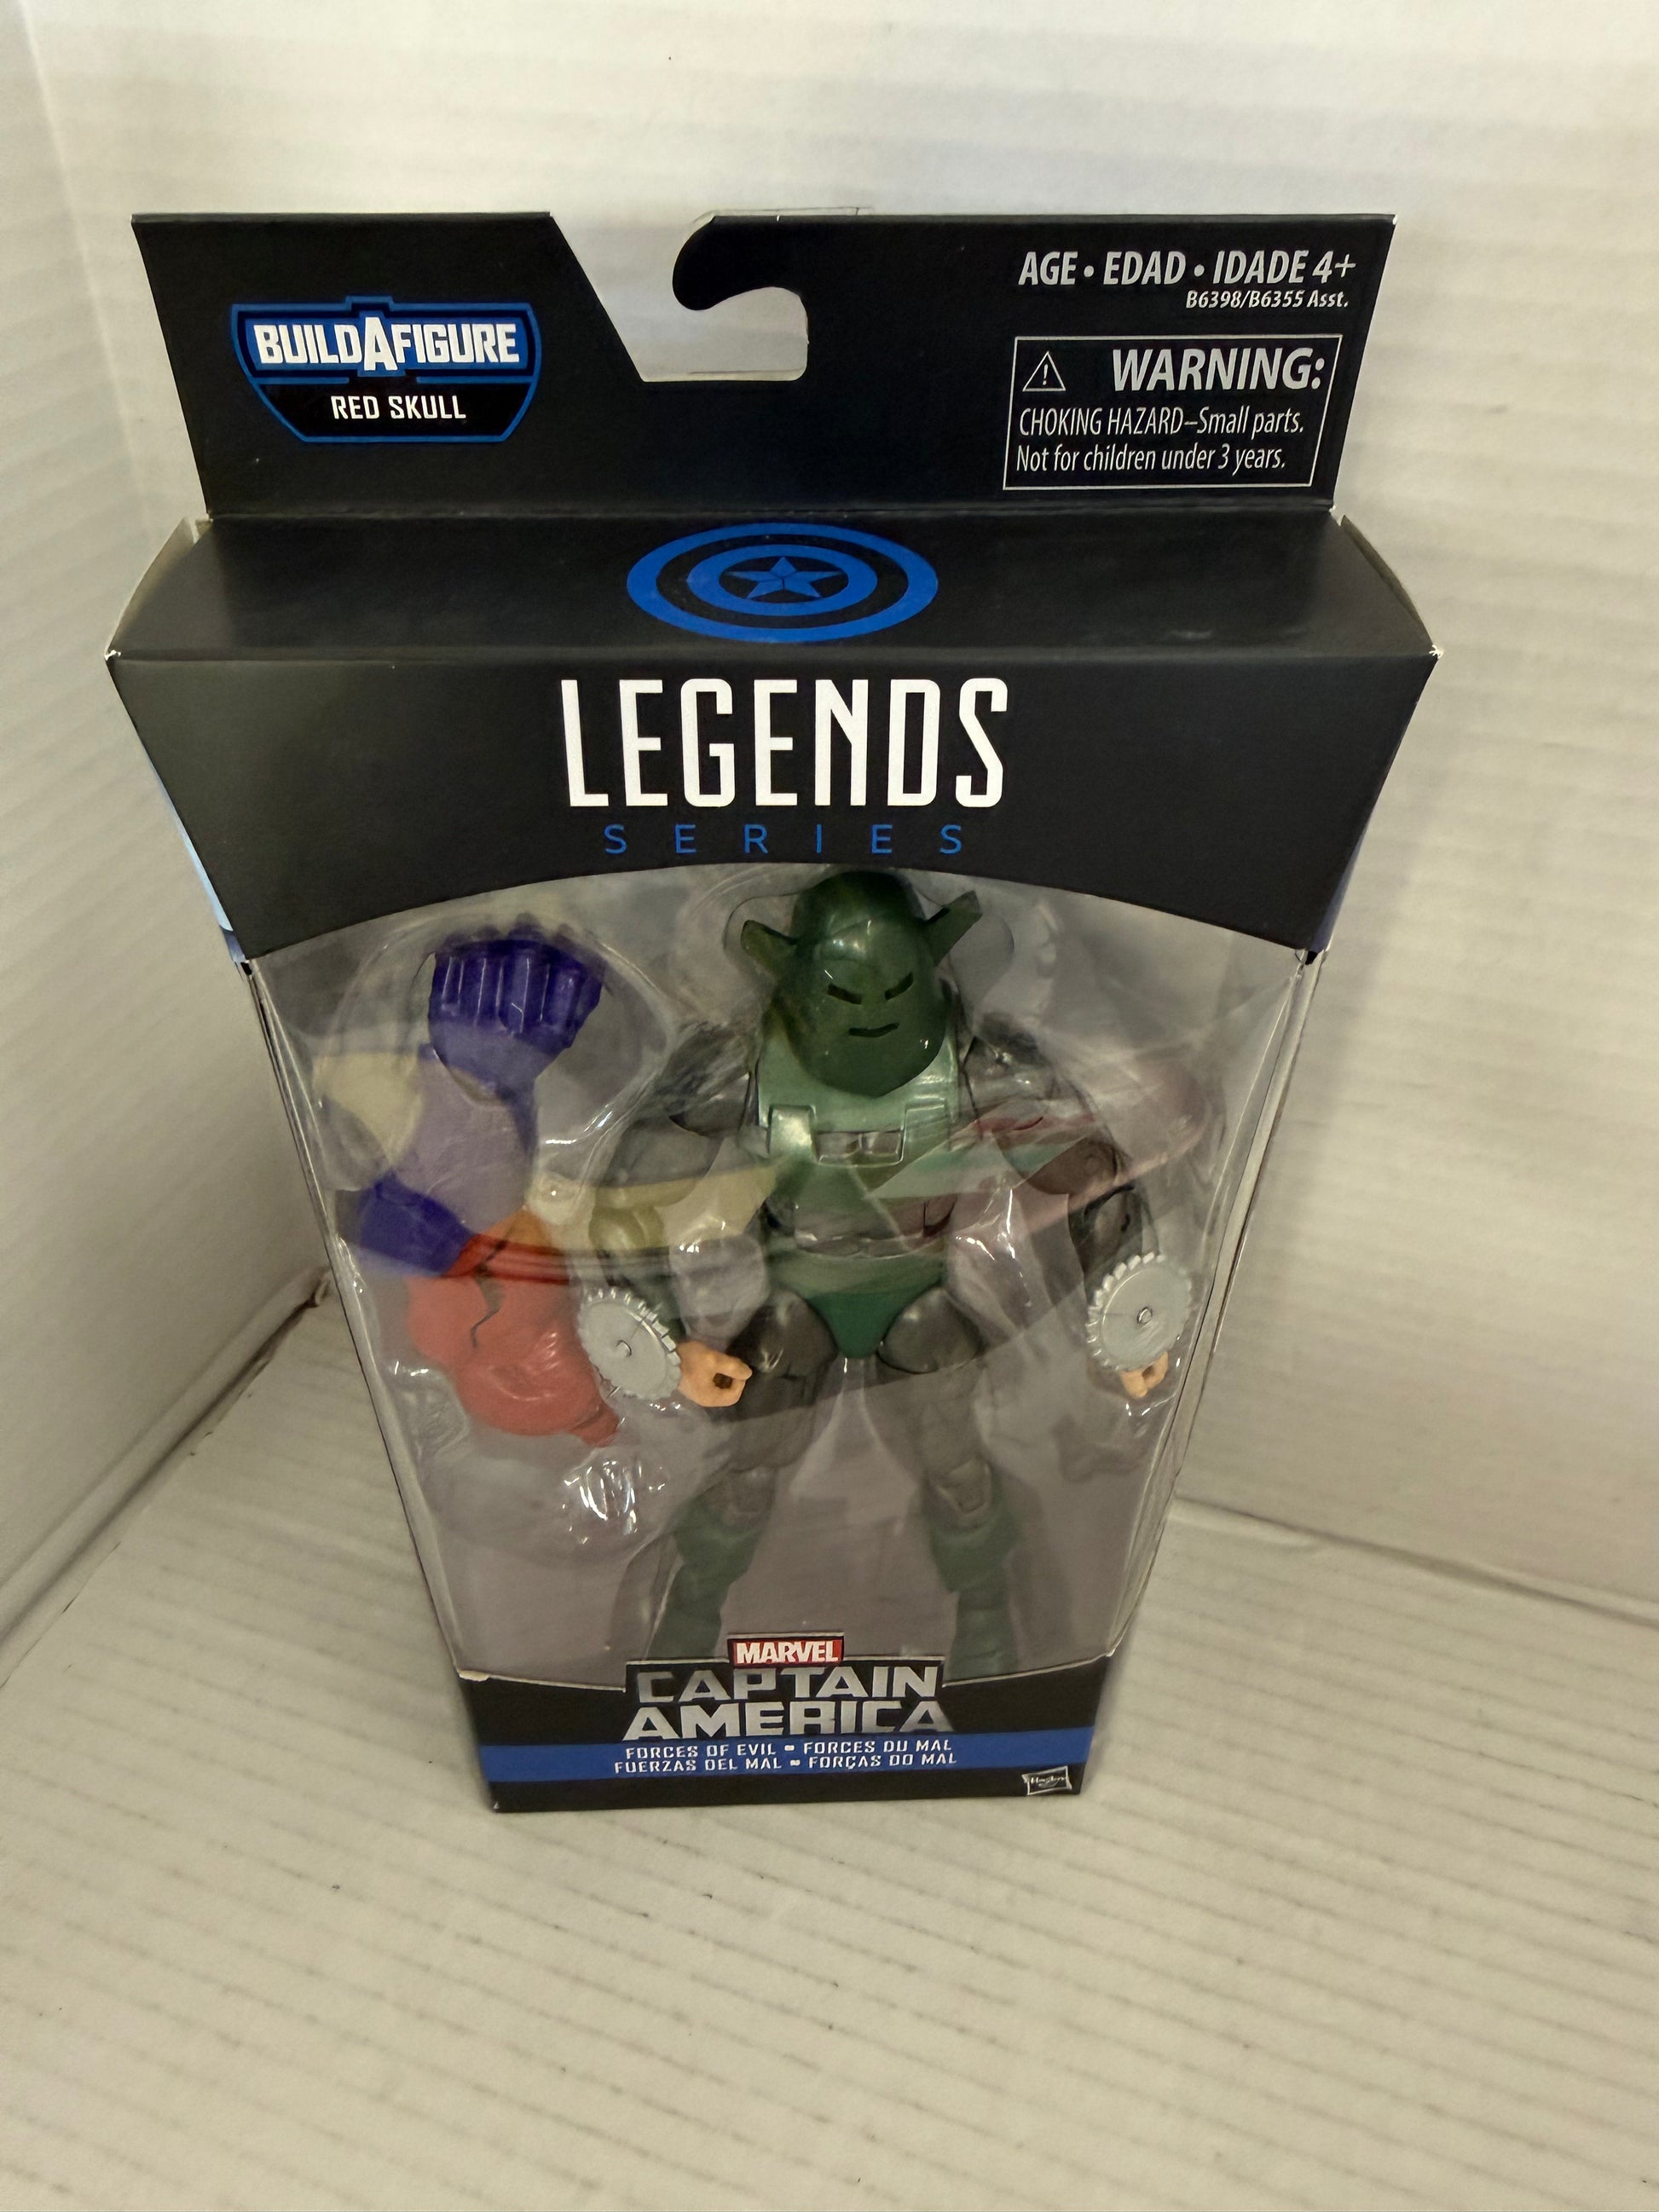 BUILDAFIGURE
RED SKULL
AGE • EDAD • IDADE 4+
B6398/B6355 Asst.
WARNING:
CHOKING HAZARD–Small parts.
Not for children under 3 years.
LEGENDS
SERIES
MARVEL
CAPTAIN
AMERICA
FORCES OF EVIL - FORCES DU MAL
FUERZAS DEL MAL - FORÇAS DO MAL
Hasbro